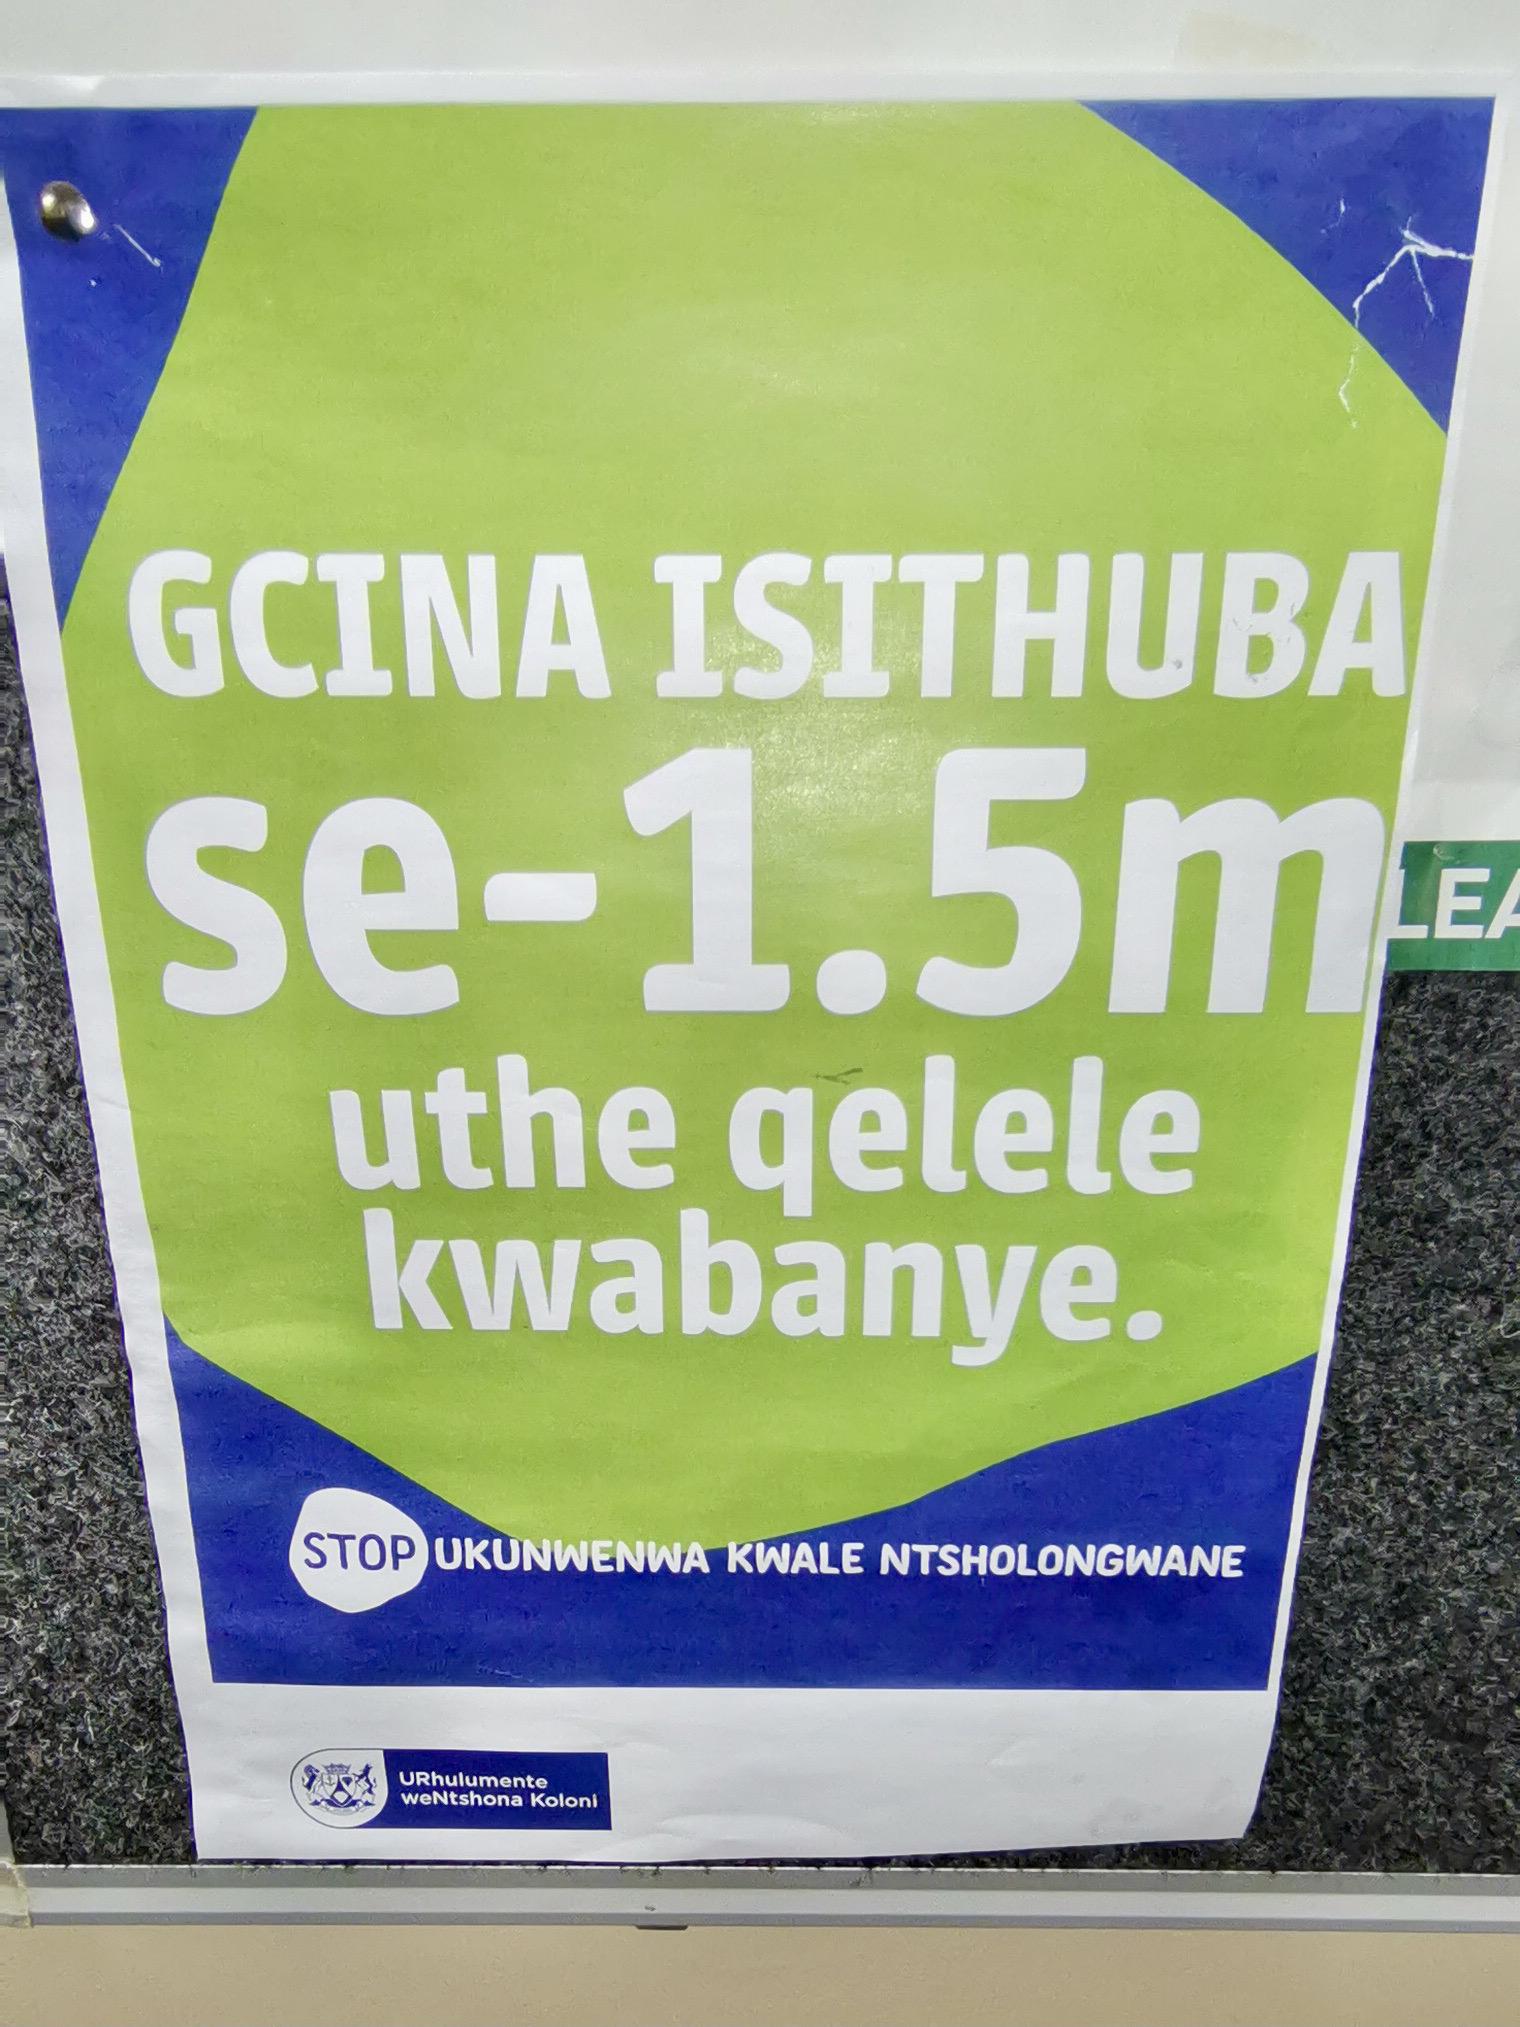 GCINA ISITHUBA
se-1.5m
uthe qelele
kwabanye.
STOP UKUNWENWA KWALE NTSHOLONGWANE
URhulumente
weNtshona Koloni